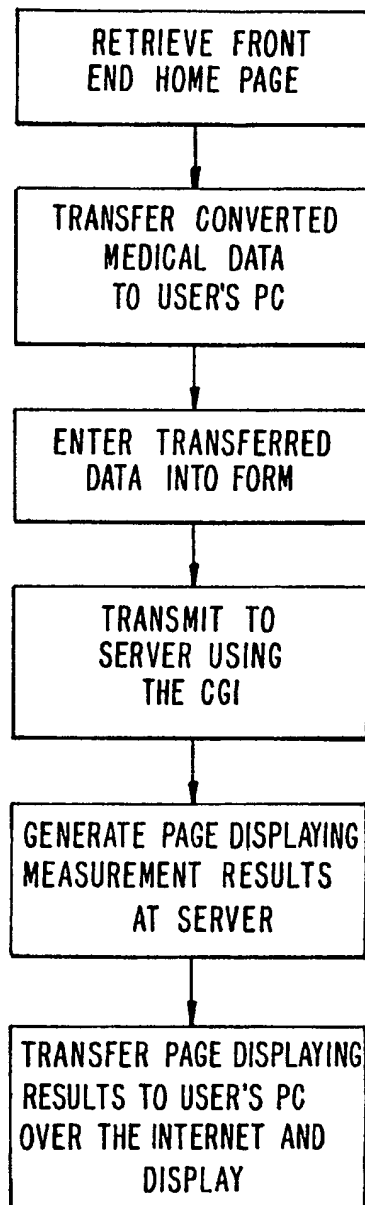 RETRIEVE FRONT
END HOME PAGE
TRANSFER CONVERTED
MEDICAL DATA
TO USER'S PC
ENTER TRANSFERRED
DATA INTO FORM
TRANSMIT TO
SERVER USING
THE CGI
GENERATE PAGE DISPLAYING
MEASUREMENT RESULTS
AT SERVER
TRANSFER PAGE DISPLAYING
RESULTS TO USER'S PC
OVER THE INTERNET AND
DISPLAY